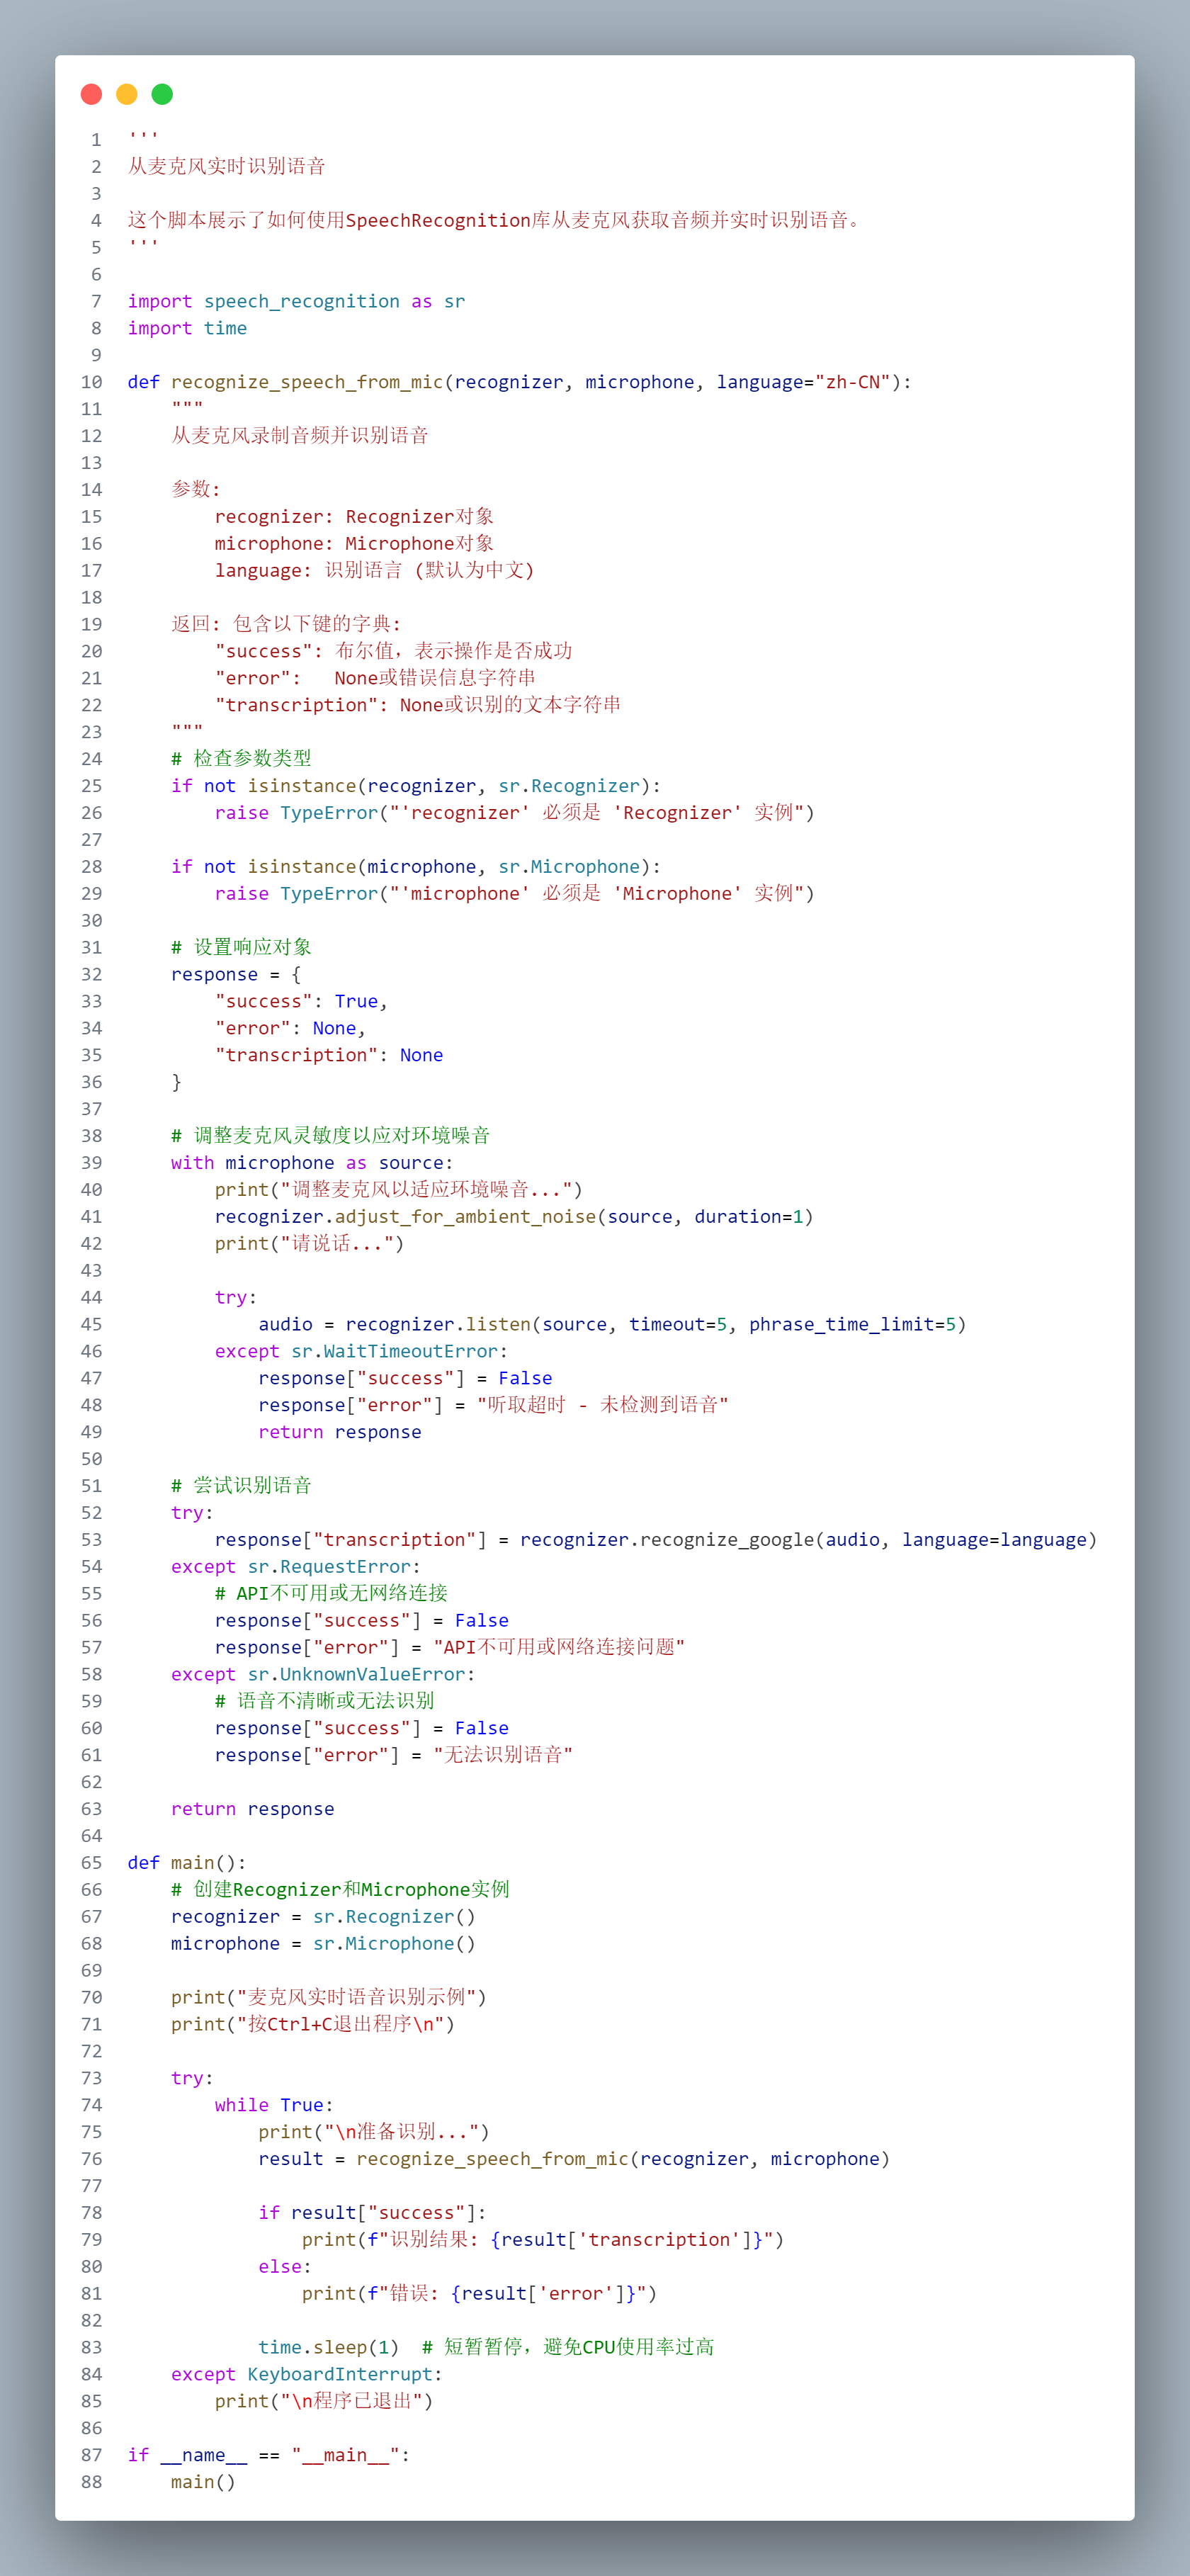 1 '''
2 从麦克风实时识别语音
3
4 这个脚本展示了如何使用SpeechRecognition库从麦克风获取音频并实时识别语音。
5 '''
6
7 import speech_recognition as sr
8 import time
9
10 def recognize_speech_from_mic(recognizer, microphone, language="zh-CN"):
11     """
12     从麦克风录制音频并识别语音
13
14     参数:
15         recognizer: Recognizer对象
16         microphone: Microphone对象
17         language: 识别语言 (默认为中文)
18
19     返回: 包含以下键的字典:
20         "success": 布尔值，表示操作是否成功
21         "error":   None或错误信息字符串
22         "transcription": None或识别的文本字符串
23     """
24     # 检查参数类型
25     if not isinstance(recognizer, sr.Recognizer):
26         raise TypeError("'recognizer' 必须是 'Recognizer' 实例")
27
28     if not isinstance(microphone, sr.Microphone):
29         raise TypeError("'microphone' 必须是 'Microphone' 实例")
30
31     # 设置响应对象
32     response = {
33         "success": True,
34         "error": None,
35         "transcription": None
36     }
37
38     # 调整麦克风灵敏度以应对环境噪音
39     with microphone as source:
40         print("调整麦克风以适应环境噪音...")
41         recognizer.adjust_for_ambient_noise(source, duration=1)
42         print("请说话...")
43
44         try:
45             audio = recognizer.listen(source, timeout=5, phrase_time_limit=5)
46         except sr.WaitTimeoutError:
47             response["success"] = False
48             response["error"] = "听取超时 - 未检测到语音"
49             return response
50
51     # 尝试识别语音
52     try:
53         response["transcription"] = recognizer.recognize_google(audio, language=language)
54     except sr.RequestError:
55         # API不可用或无网络连接
56         response["success"] = False
57         response["error"] = "API不可用或网络连接问题"
58     except sr.UnknownValueError:
59         # 语音不清晰或无法识别
60         response["success"] = False
61         response["error"] = "无法识别语音"
62
63     return response
64
65 def main():
66     # 创建Recognizer和Microphone实例
67     recognizer = sr.Recognizer()
68     microphone = sr.Microphone()
69
70     print("麦克风实时语音识别示例")
71     print("按Ctrl+C退出程序\n")
72
73     try:
74         while True:
75             print("\n准备识别...")
76             result = recognize_speech_from_mic(recognizer, microphone)
77
78             if result["success"]:
79                 print(f"识别结果: {result['transcription']}")
80             else:
81                 print(f"错误: {result['error']}")
82
83             time.sleep(1)  # 短暂暂停，避免CPU使用率过高
84     except KeyboardInterrupt:
85         print("\n程序已退出")
86
87 if __name__ == "__main__":
88     main()